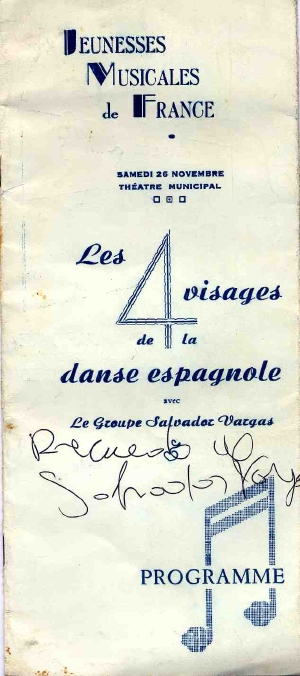 JEUNESSES
MUSICALES
de FRANCE
SAMEDI 26 NOVEMBRE
THÉATRE MUNICIPAL
Les
4 visages
de la
danse espagnole
avec
Le Groupe Salvador Vargas
Recuerdo de
Salvador Vargas
PROGRAMME